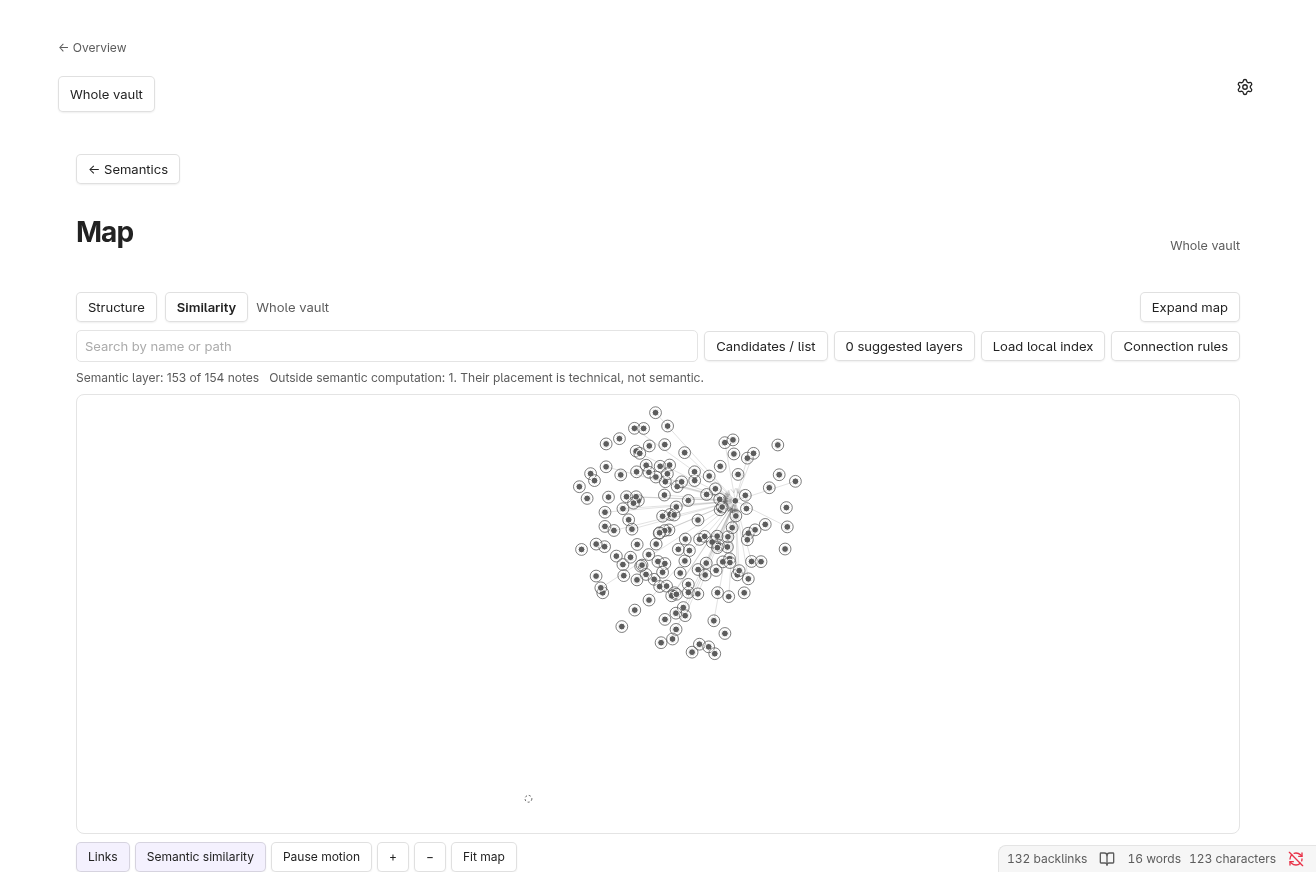 ← Overview
Whole vault
← Semantics
Map
Whole vault
Structure Similarity Whole vault Expand map
Search by name or path Candidates / list 0 suggested layers Load local index Connection rules
Semantic layer: 153 of 154 notes Outside semantic computation: 1. Their placement is technical, not semantic.
Links Semantic similarity Pause motion + − Fit map
132 backlinks 16 words 123 characters